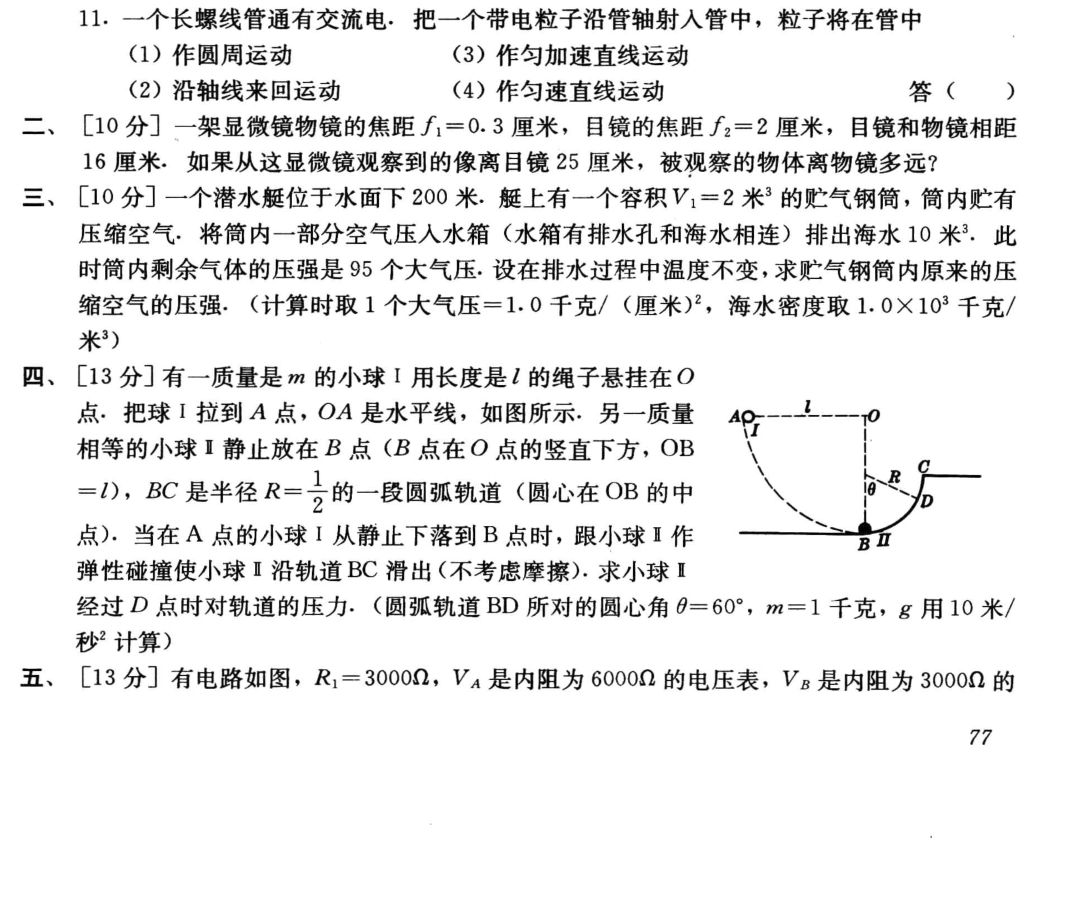 11. 一个长螺线管通有交流电. 把一个带电粒子沿管轴射入管中，粒子将在管中
（1）作圆周运动 （3）作匀加速直线运动
（2）沿轴线来回运动 （4）作匀速直线运动 答（ ）
二、［10 分］一架显微镜物镜的焦距 f₁=0.3 厘米，目镜的焦距 f₂=2 厘米，目镜和物镜相距
16 厘米. 如果从这显微镜观察到的像离目镜 25 厘米，被观察的物体离物镜多远?
三、［10 分］一个潜水艇位于水面下 200 米. 艇上有一个容积 V₁=2 米³ 的贮气钢筒，筒内贮有
压缩空气. 将筒内一部分空气压入水箱（水箱有排水孔和海水相连）排出海水 10 米³. 此
时筒内剩余气体的压强是 95 个大气压. 设在排水过程中温度不变，求贮气钢筒内原来的压
缩空气的压强.（计算时取 1 个大气压=1.0 千克/（厘米）²，海水密度取 1.0×10³ 千克/
米³）
四、［13 分］有一质量是 m 的小球 Ⅰ 用长度是 l 的绳子悬挂在 O
点. 把球 Ⅰ 拉到 A 点，OA 是水平线，如图所示. 另一质量
相等的小球 Ⅱ 静止放在 B 点（B 点在 O 点的竖直下方，OB
=l），BC 是半径 R=1/2 的一段圆弧轨道（圆心在 OB 的中
点）. 当在 A 点的小球 Ⅰ 从静止下落到 B 点时，跟小球 Ⅱ 作
弹性碰撞使小球 Ⅱ 沿轨道 BC 滑出（不考虑摩擦）. 求小球 Ⅱ
经过 D 点时对轨道的压力.（圆弧轨道 BD 所对的圆心角 θ=60°，m=1 千克，g 用 10 米/
秒² 计算）
A l O
I
C
R
θ D
B II
五、［13 分］有电路如图，R₁=3000Ω，V_A 是内阻为 6000Ω 的电压表，V_B 是内阻为 3000Ω 的
77